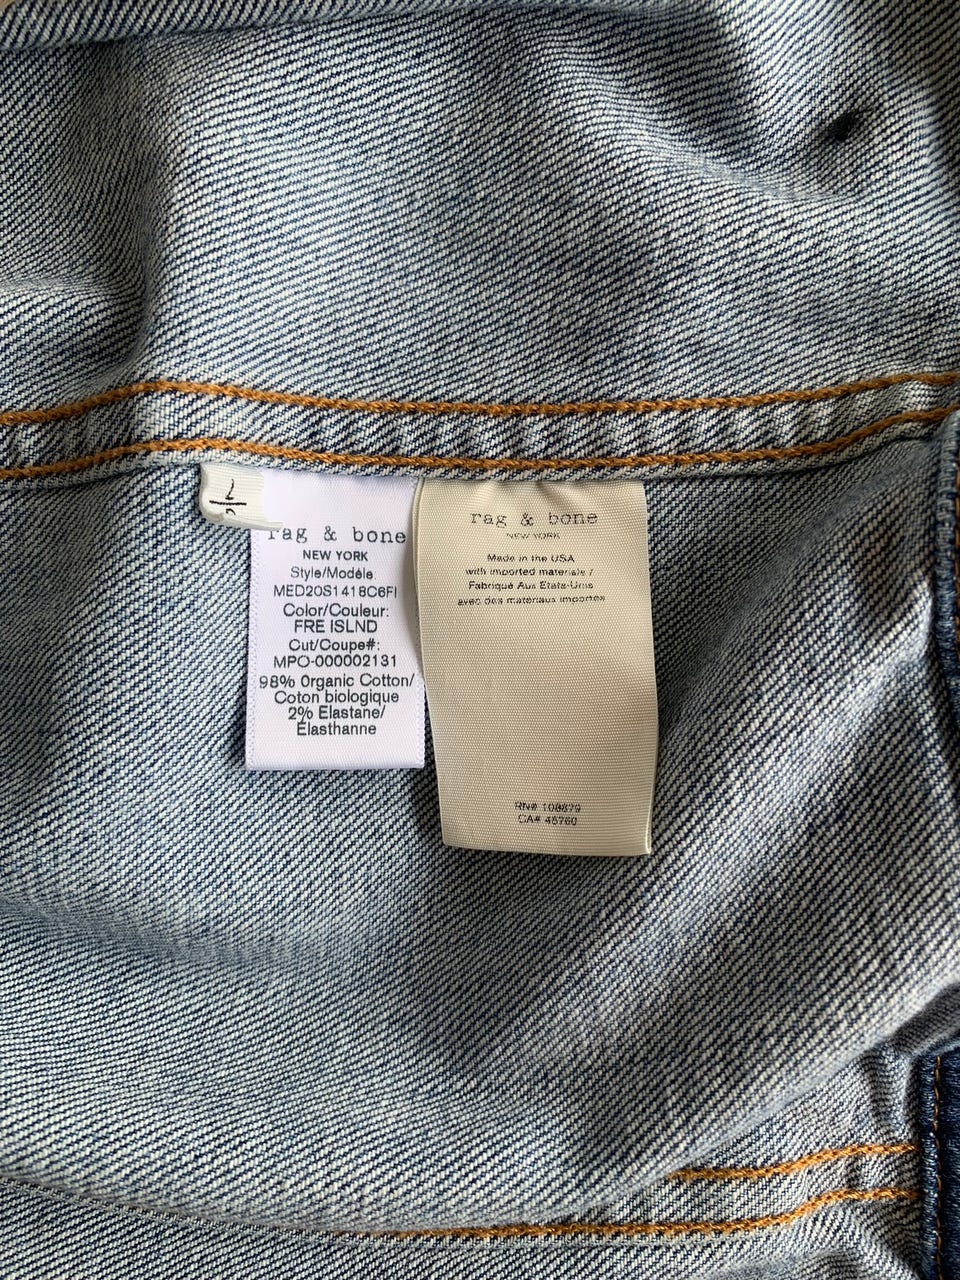 rag & bone
NEW YORK
Style/Modèle:
MED20S1418C6FI
Color/Couleur:
FRE ISLND
Cut/Coupe#:
MPO-000002131
98% Organic Cotton/
Coton biologique
2% Elastane/
Élasthanne
rag & bone
NEW YORK
Made in the USA
with imported materials /
Fabriqué Aux États-Unis
avec des matériaux importés
RN# 108879
CA# 45760